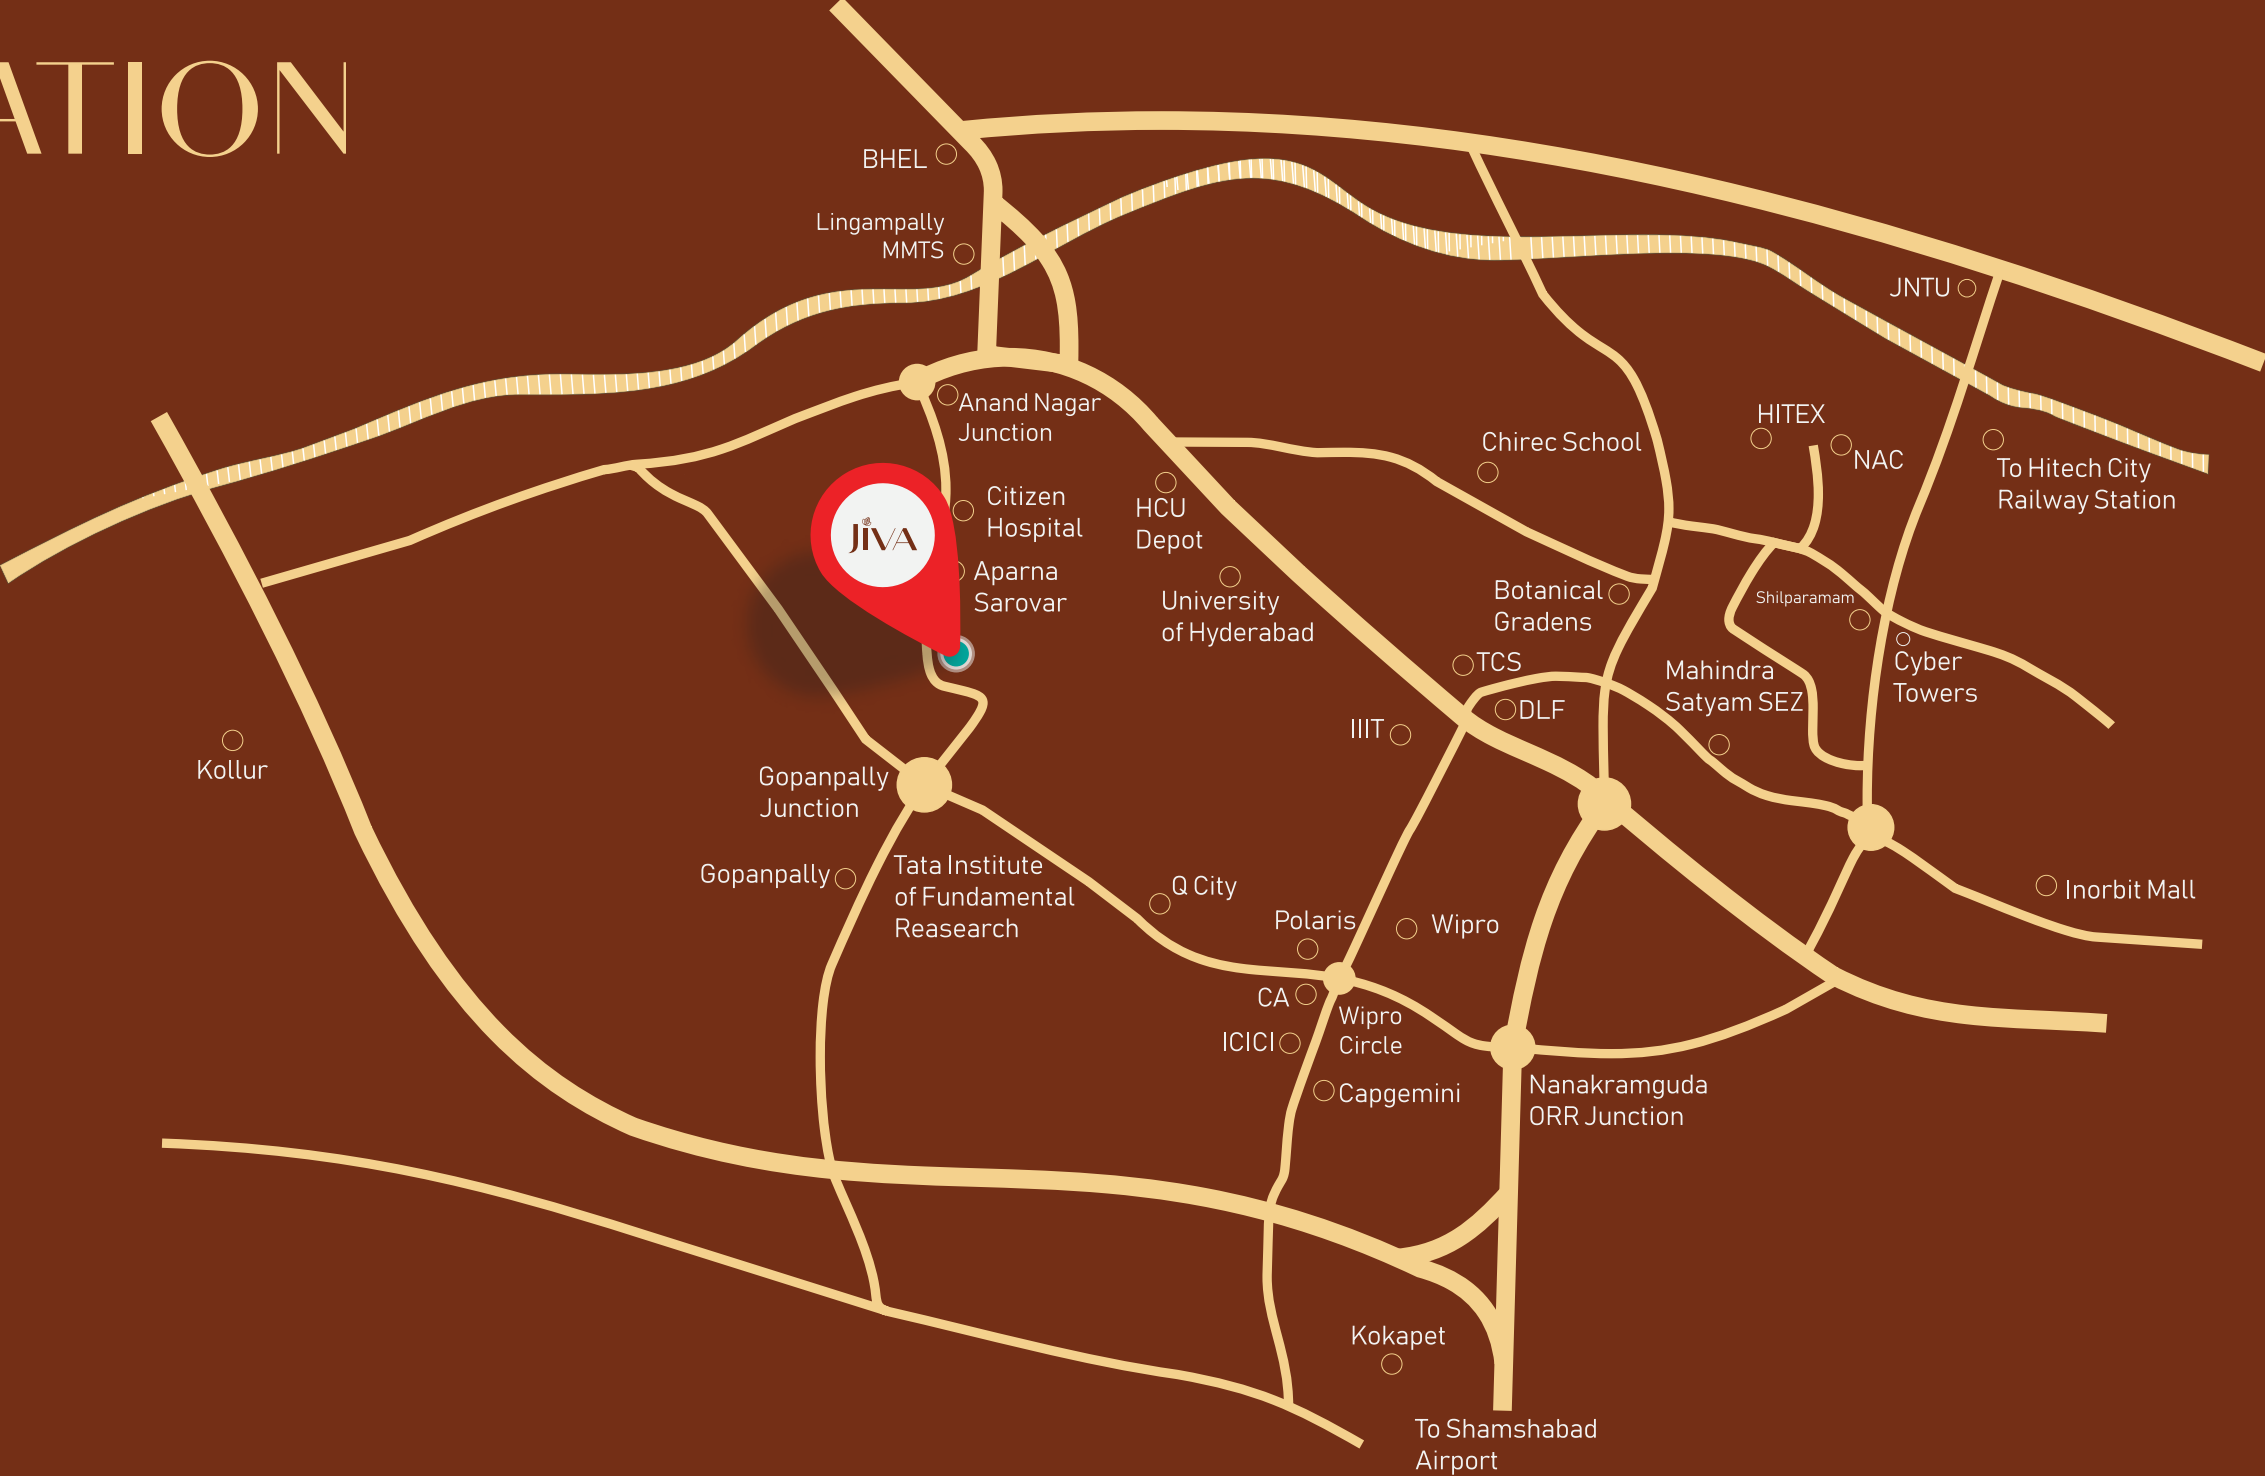 ATION
BHEL
Lingampally
MMTS
JNTU
Anand Nagar
Junction
HITEX
NAC
Chirec School
To Hitech City
Railway Station
Citizen
Hospital
HCU
Depot
JIVA
Aparna
Sarovar
University
of Hyderabad
Botanical
Gradens
Shilparamam
TCS
Mahindra
Satyam SEZ
Cyber
Towers
DLF
IIIT
Kollur
Gopanpally
Junction
Gopanpally
Tata Institute
of Fundamental
Reasearch
Q City
Inorbit Mall
Polaris
Wipro
CA
Wipro
Circle
ICICI
Capgemini
Nanakramguda
ORR Junction
Kokapet
To Shamshabad
Airport